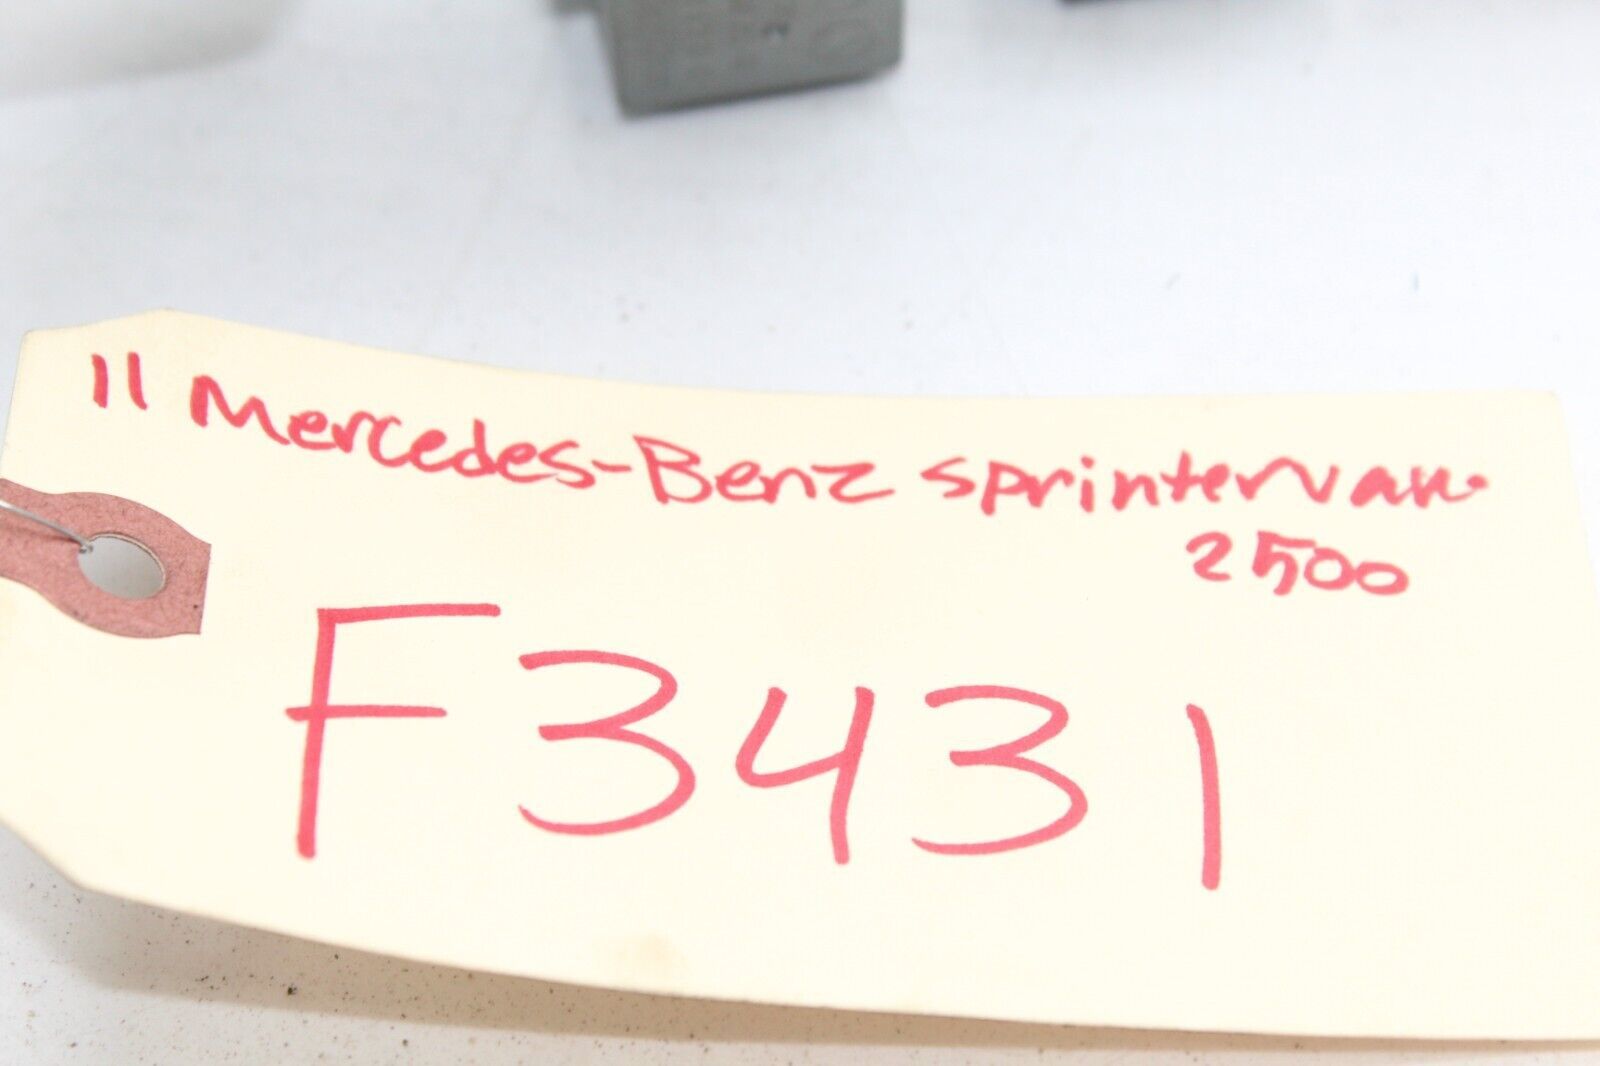 11 Mercedes-Benz sprintervan
2500
F3431